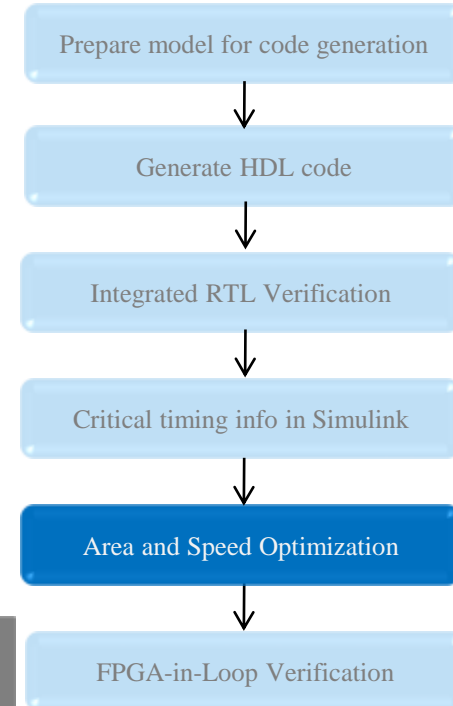 Prepare model for code generation
Generate HDL code
Integrated RTL Verification
Critical timing info in Simulink
Area and Speed Optimization
FPGA-in-Loop Verification